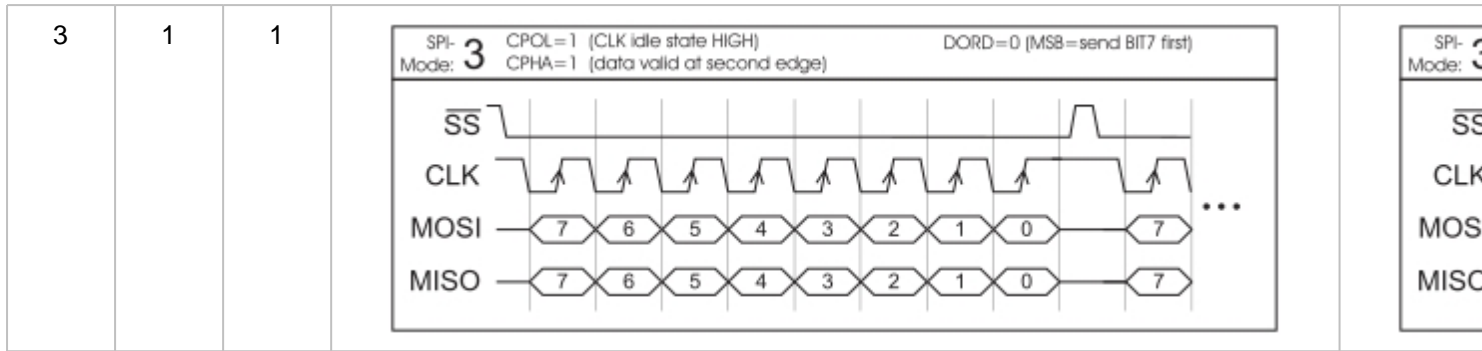 3 1 1
SPI-Mode: 3 CPOL=1 (CLK idle state HIGH) DORD=0 (MSB=send BIT7 first)
CPHA=1 (data valid at second edge)
SS
CLK
MOSI 7 6 5 4 3 2 1 0 7
MISO 7 6 5 4 3 2 1 0 7
...
SPI-
Mode:
CLK
MISO